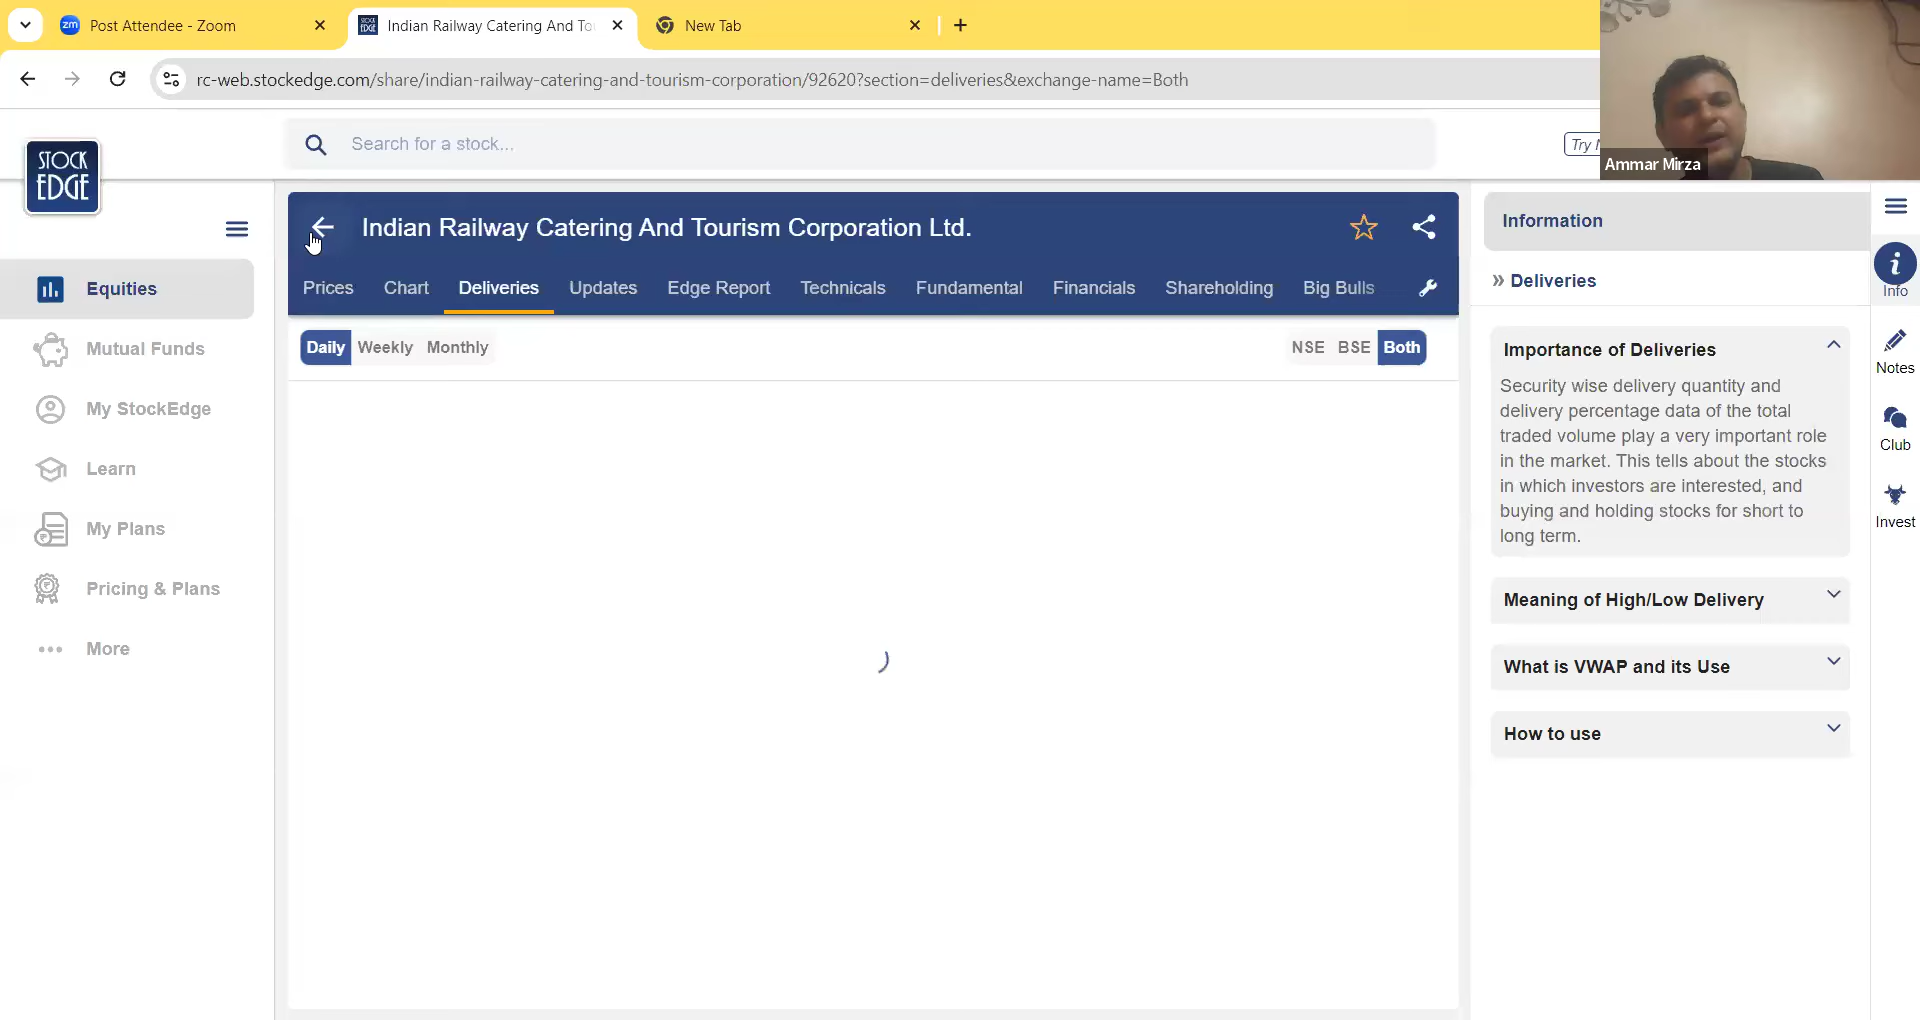 zm Post Attendee - Zoom
STOCK EDGE Indian Railway Catering And To
New Tab
rc-web.stockedge.com/share/indian-railway-catering-and-tourism-corporation/92620?section=deliveries&exchange-name=Both
STOCK
EDGE
Search for a stock...
Try
Ammar Mirza
Equities
Mutual Funds
My StockEdge
Learn
My Plans
Pricing & Plans
More
Indian Railway Catering And Tourism Corporation Ltd.
Prices Chart Deliveries Updates Edge Report Technicals Fundamental Financials Shareholding Big Bulls
Daily Weekly Monthly
NSE BSE Both
Information
» Deliveries
Importance of Deliveries
Security wise delivery quantity and
delivery percentage data of the total
traded volume play a very important role
in the market. This tells about the stocks
in which investors are interested, and
buying and holding stocks for short to
long term.
Meaning of High/Low Delivery
What is VWAP and its Use
How to use
i
Info
Notes
Club
Invest